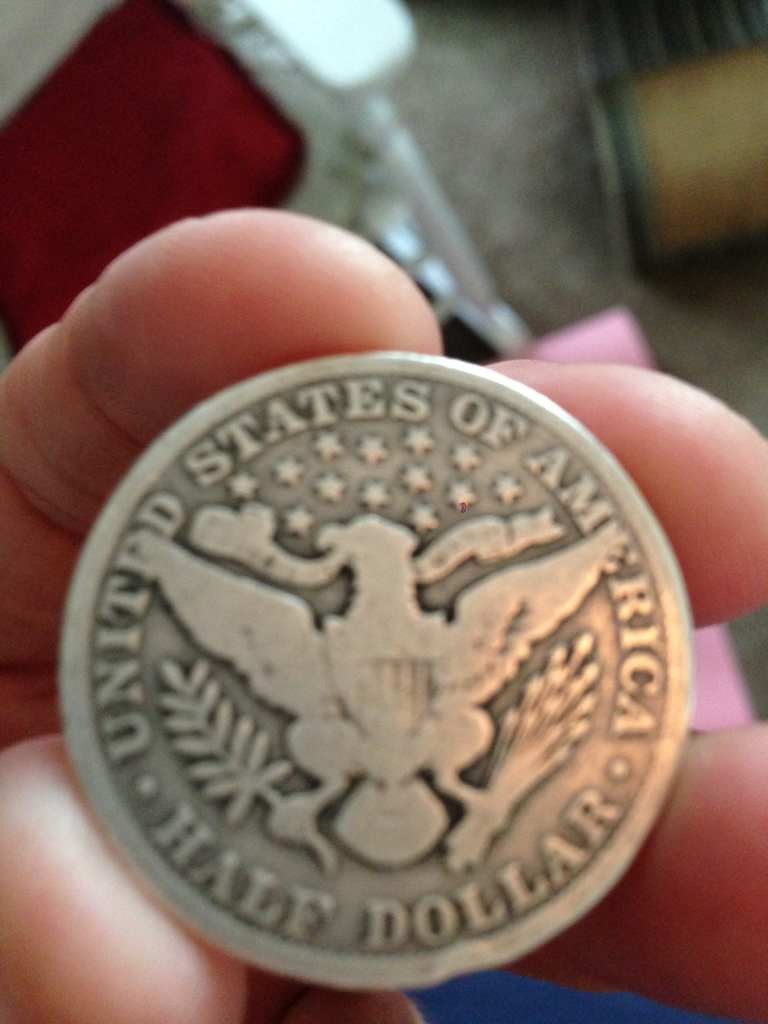 UNITED STATES OF AMERICA
· HALF DOLLAR ·